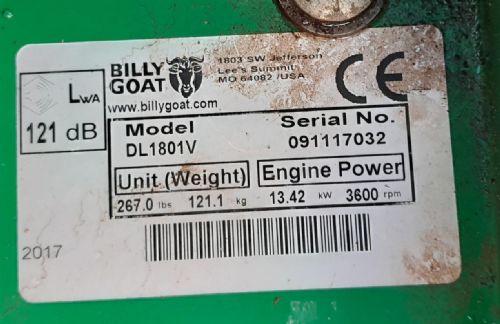 LWA
121 dB
BILLY
GOAT
1803 SW Jefferson
Lee's Summit,
MO 64082 /USA
CE
www.billygoat.com
Model Serial No.
DL1801V 091117032
Unit (Weight) Engine Power
267.0 lbs 121.1 kg 13.42 kW 3600 rpm
2017